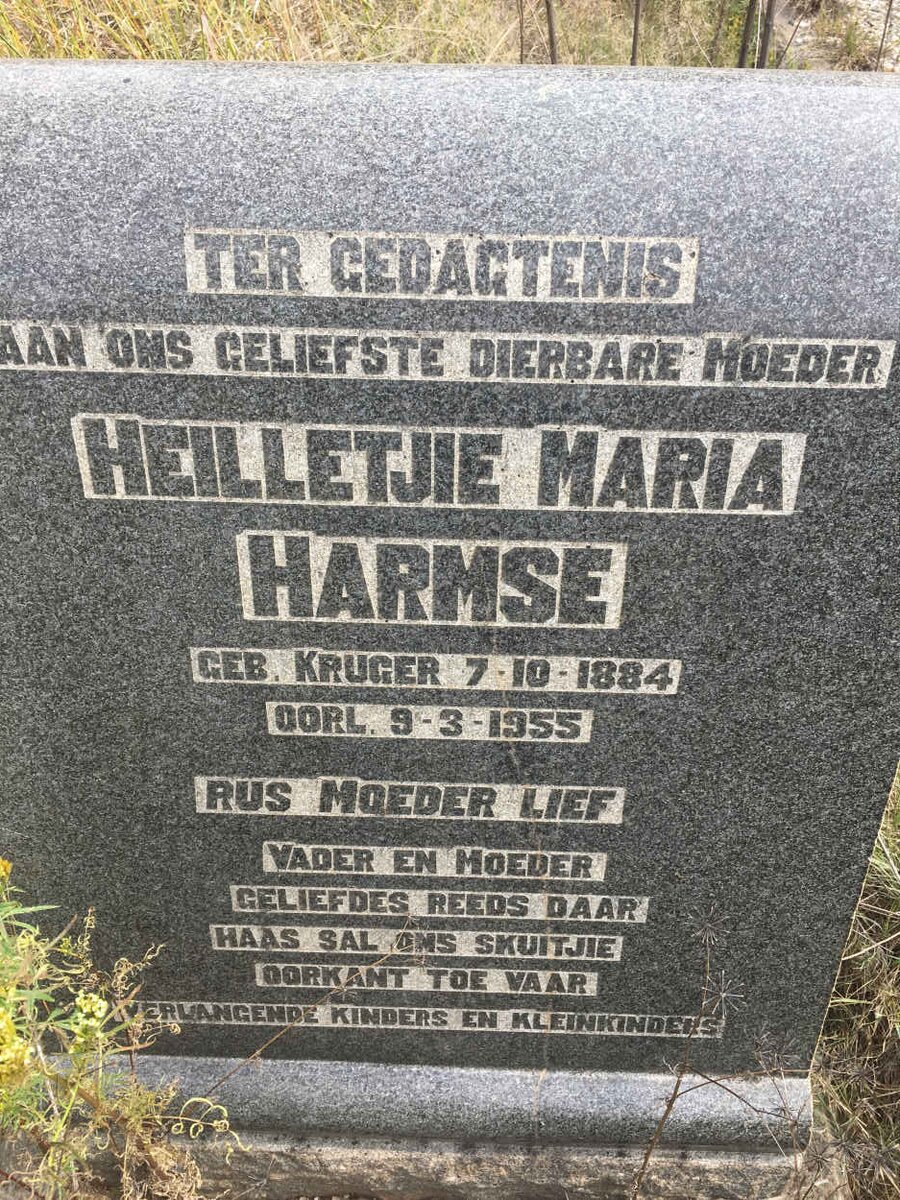 TER GEDAGTENIS
AAN ONS GELIEFSTE DIERBARE MOEDER
HEILLETJIE MARIA
HARMSE
GEB. KRUGER 7-10-1884
OORL. 9-3-1955
RUS MOEDER LIEF
VADER EN MOEDER
GELIEFDES REEDS DAAR
HAAS SAL ONS SKUITJIE
OORKANT TOE VAAR
VERLANGENDE KINDERS EN KLEINKINDERS